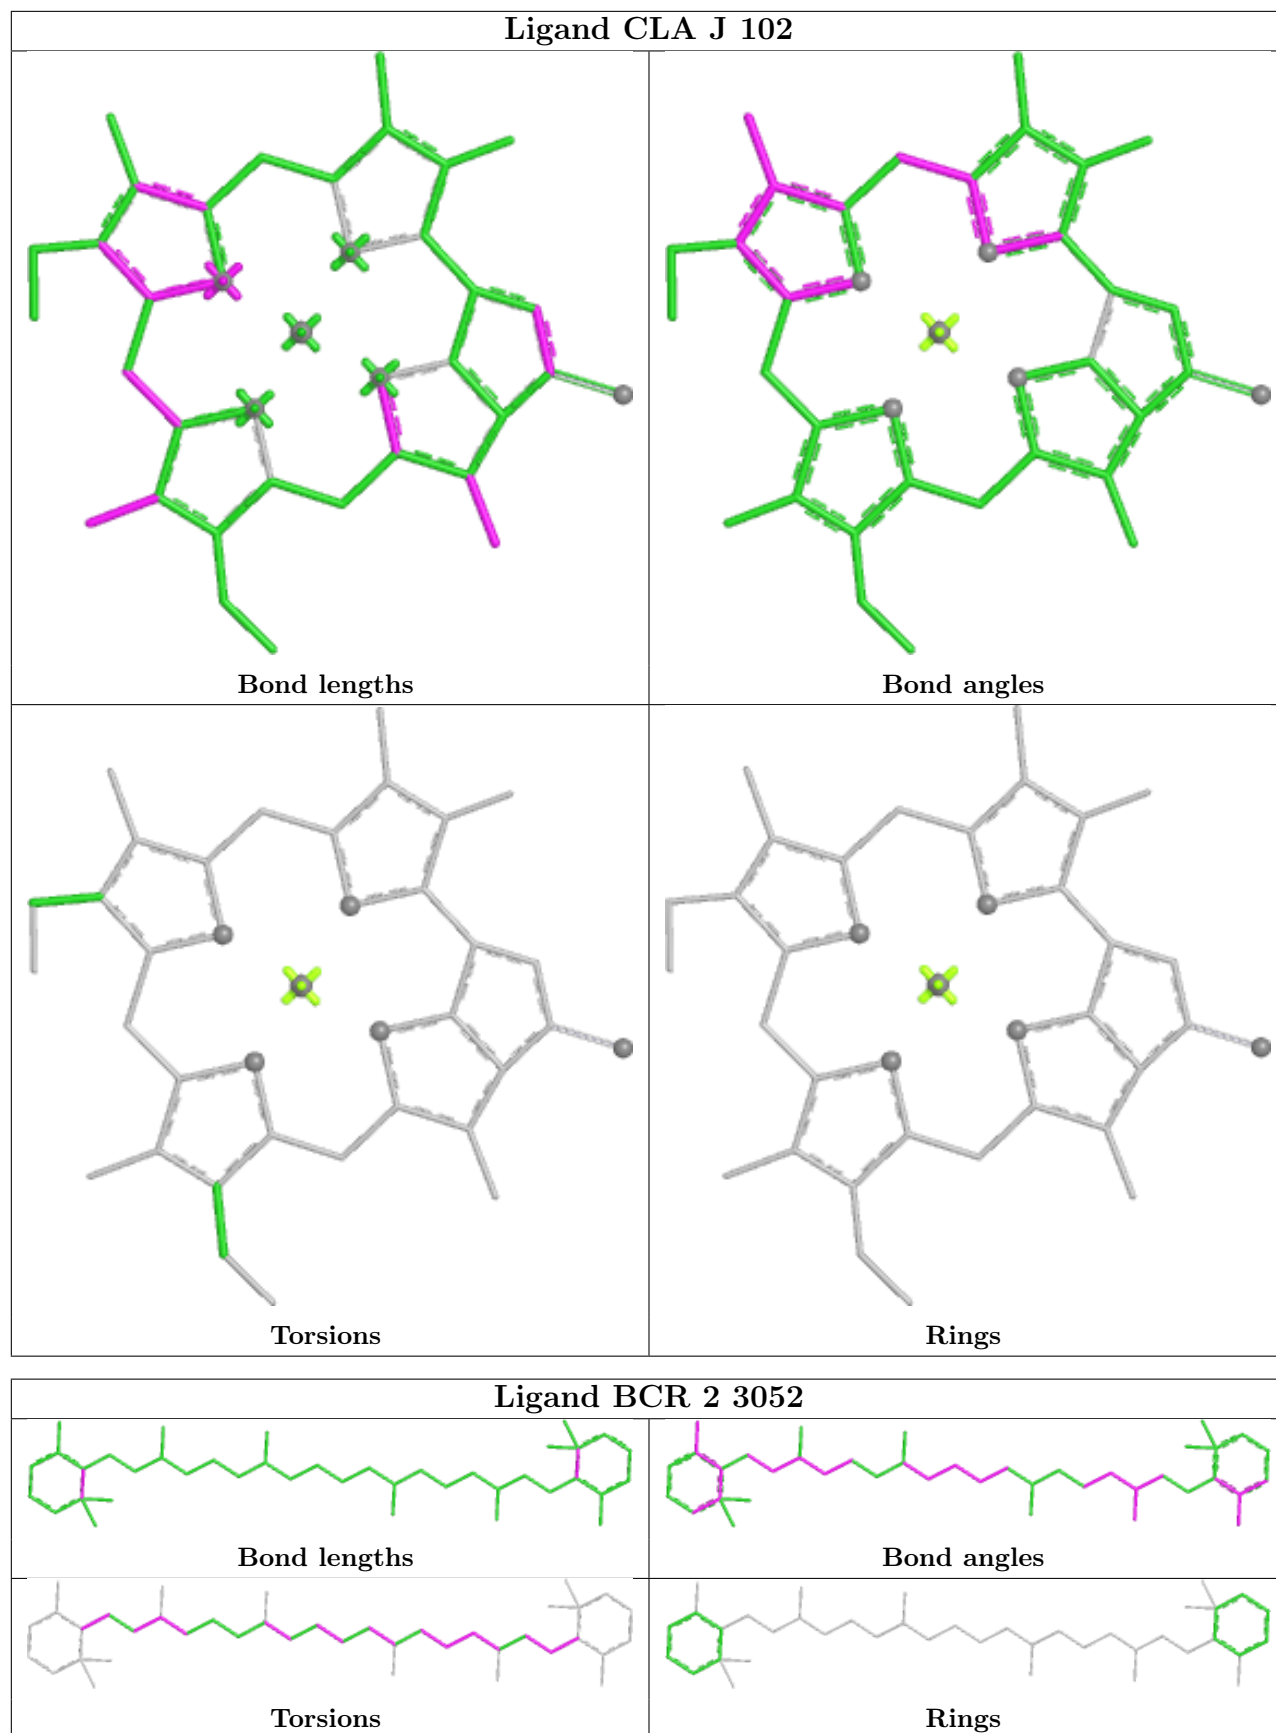 Ligand CLA J 102
Bond lengths
Bond angles
Torsions
Rings
Ligand BCR 2 3052
Bond lengths
Bond angles
Torsions
Rings